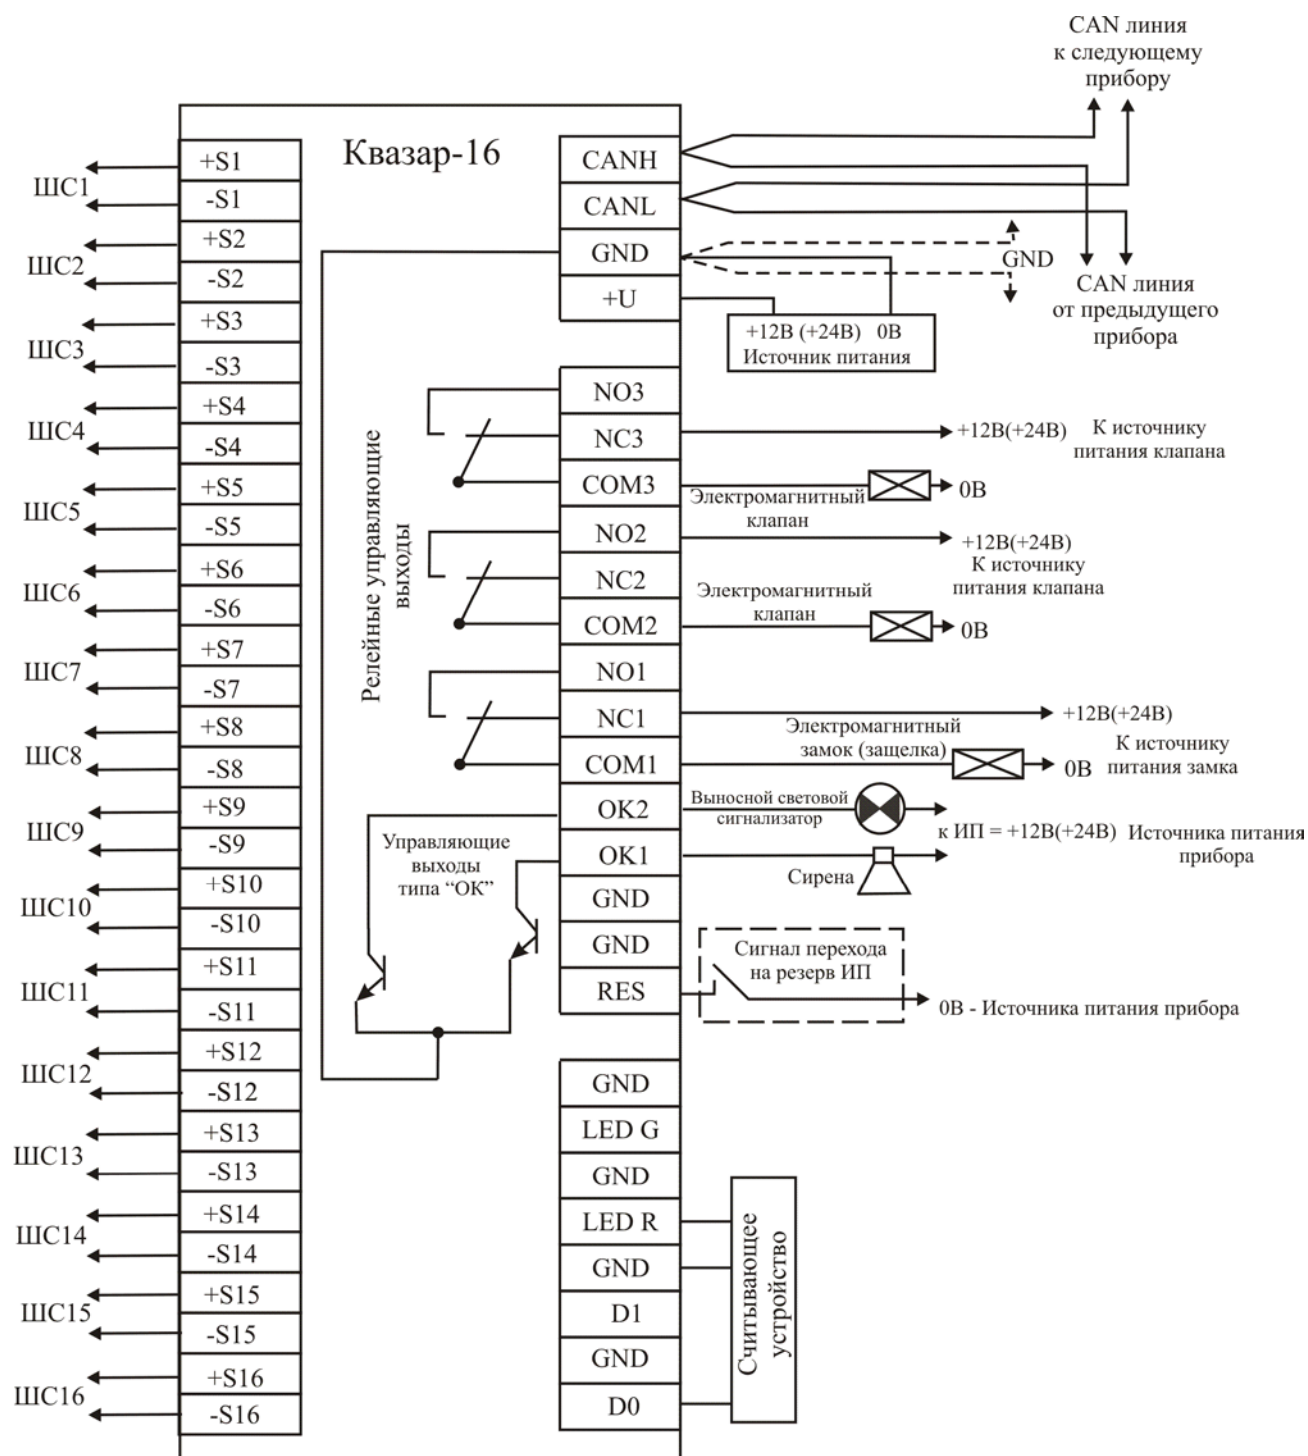 CAN линия
к следующему
прибору
Квазар-16
ШС1
+S1
-S1
ШС2
+S2
-S2
ШС3
+S3
-S3
ШС4
+S4
-S4
ШС5
+S5
-S5
ШС6
+S6
-S6
ШС7
+S7
-S7
ШС8
+S8
-S8
ШС9
+S9
-S9
ШС10
+S10
-S10
ШС11
+S11
-S11
ШС12
+S12
-S12
ШС13
+S13
-S13
ШС14
+S14
-S14
ШС15
+S15
-S15
ШС16
+S16
-S16
Релейные управляющие
выходы
Управляющие
выходы
типа “ОК”
CANH
CANL
GND
+U
NO3
NC3
COM3
NO2
NC2
COM2
NO1
NC1
COM1
OK2
OK1
GND
GND
RES
GND
LED G
GND
LED R
GND
D1
GND
D0
GND
CAN линия
от предыдущего
прибора
+12В (+24В) 0В
Источник питания
+12В(+24В)
К источнику
питания клапана
Электромагнитный
клапан
0В
+12В(+24В)
К источнику
питания клапана
Электромагнитный
клапан
0В
+12В(+24В)
Электромагнитный
замок (защелка)
0В
К источнику
питания замка
Выносной световой
сигнализатор
к ИП = +12В(+24В)
Источника питания
прибора
Сирена
Сигнал перехода
на резерв ИП
0В - Источника питания прибора
Считывающее
устройство